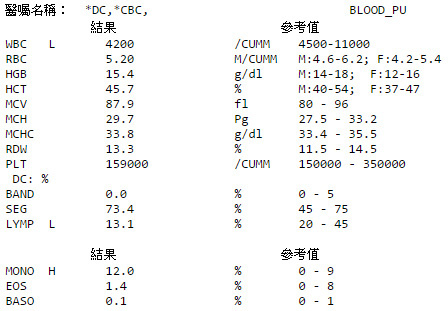 醫囑名稱： *DC,*CBC, BLOOD_PU
結果 參考值
WBC L 4200 /CUMM 4500-11000
RBC 5.20 M/CUMM M:4.6-6.2; F:4.2-5.4
HGB 15.4 g/dl M:14-18; F:12-16
HCT 45.7 % M:40-54; F:37-47
MCV 87.9 fl 80 - 96
MCH 29.7 Pg 27.5 - 33.2
MCHC 33.8 g/dl 33.4 - 35.5
RDW 13.3 % 11.5 - 14.5
PLT 159000 /CUMM 150000 - 350000
DC: %
BAND 0.0 % 0 - 5
SEG 73.4 % 45 - 75
LYMP L 13.1 % 20 - 45
結果 參考值
MONO H 12.0 % 0 - 9
EOS 1.4 % 0 - 8
BASO 0.1 % 0 - 1